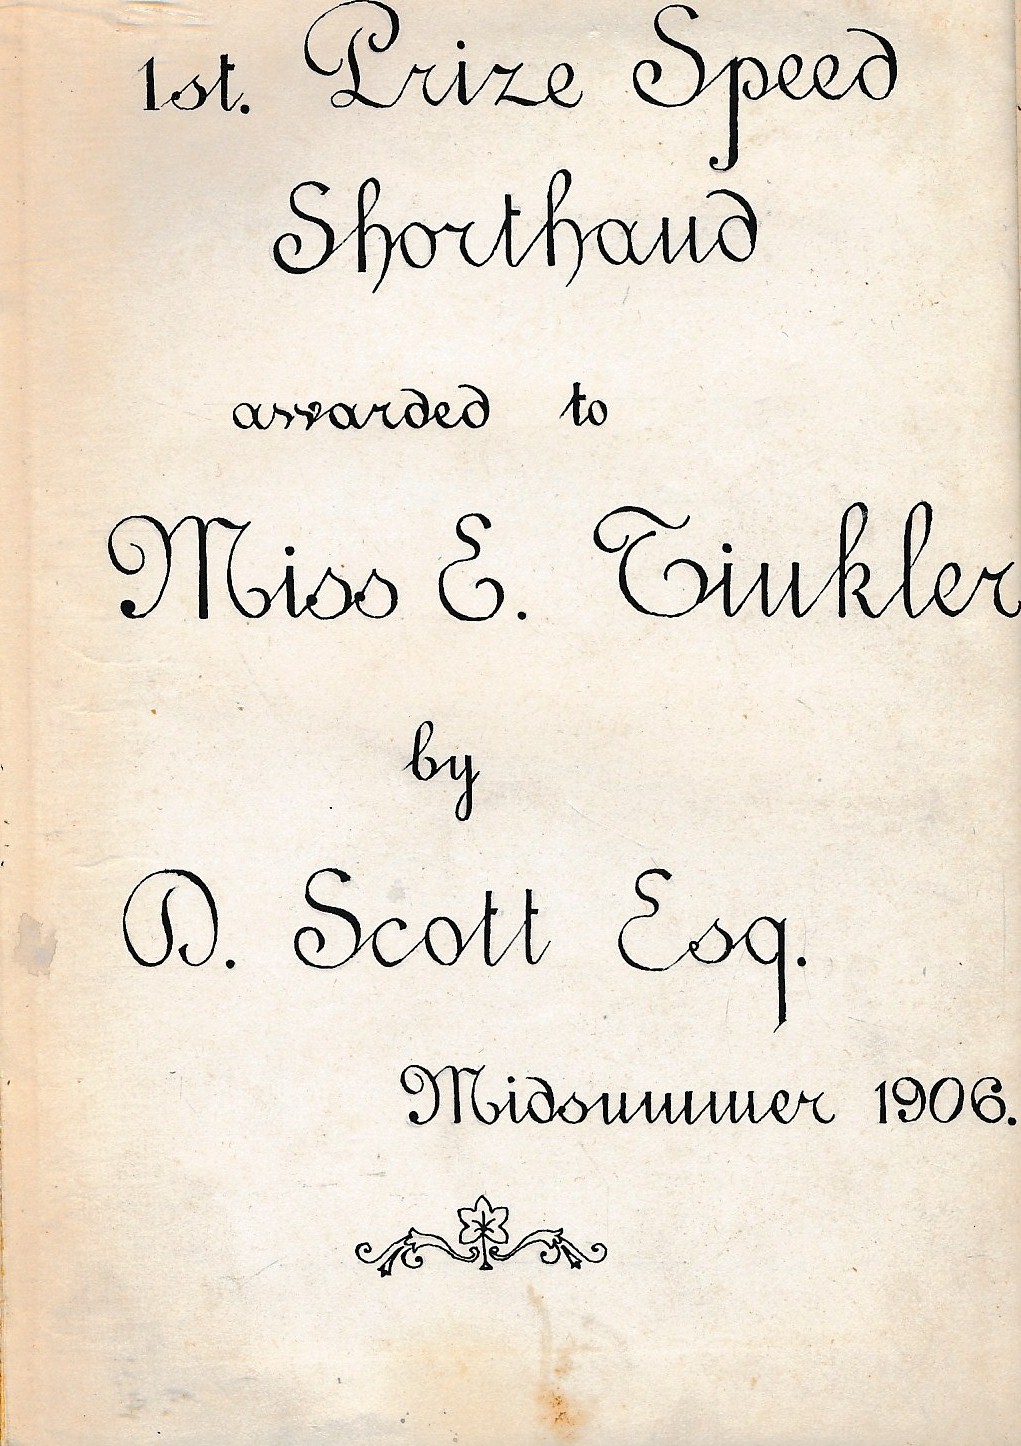 1st. Prize Speed
Shorthand
awarded to
Miss E. Tinkler
by
D. Scott Esq.
Midsummer 1906.